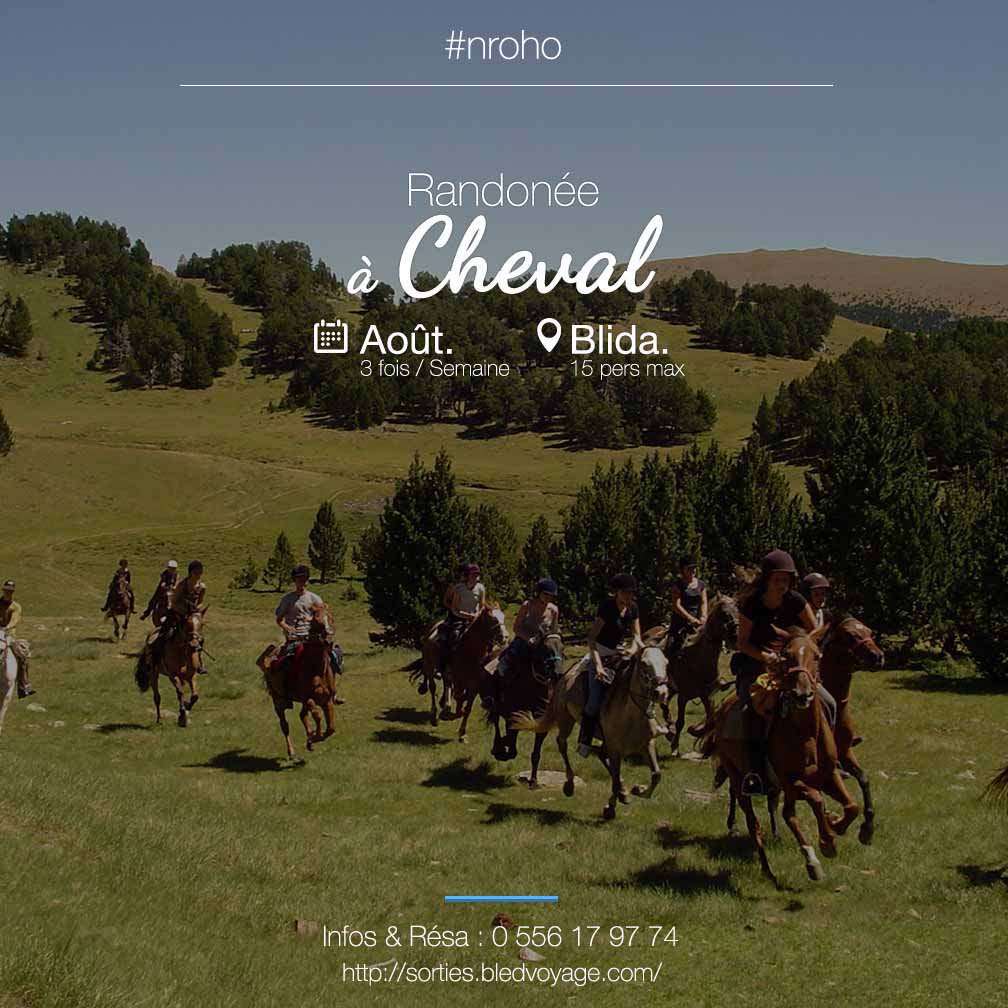 #nroho
Randonée
à Cheval
Août.
3 fois / Semaine
Blida.
15 pers max
Infos & Résa : 0 556 17 97 74
http://sorties.bledvoyage.com/